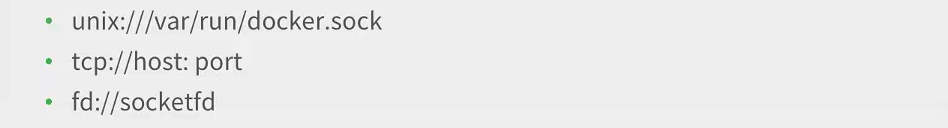 • unix:///var/run/docker.sock
• tcp://host: port
• fd://socketfd